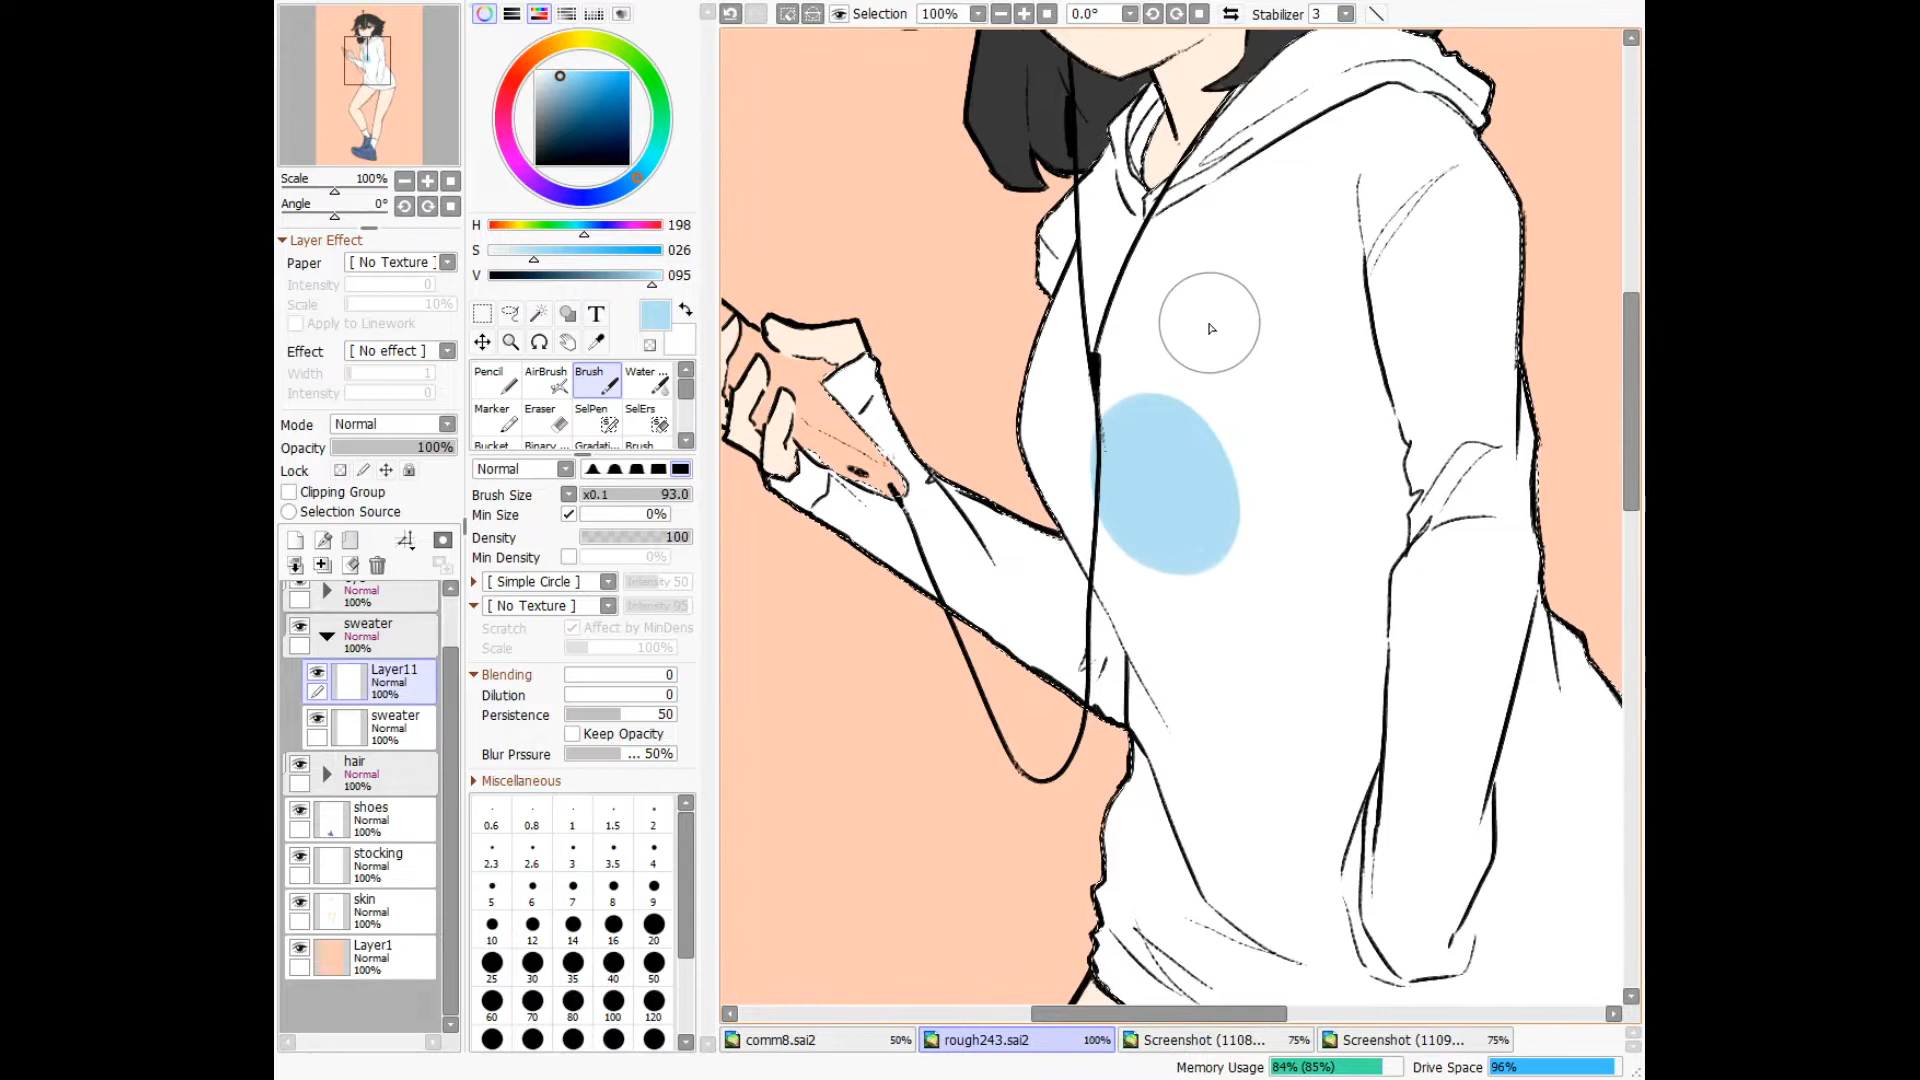 Selection 100% 0.0° Stabilizer 3
Scale 100%
Angle 0°
Layer Effect
Paper [ No Texture ]
Intensity 0
Scale 10%
Apply to Linework
Effect [ No effect ]
Width 1
Intensity 0
Mode Normal
Opacity 100%
Lock
Clipping Group
Selection Source
Normal
100%
sweater
Normal
100%
Layer11
Normal
100%
sweater
Normal
100%
hair
Normal
100%
shoes
Normal
100%
stocking
Normal
100%
skin
Normal
100%
Layer1
Normal
100%
H 198
S 026
V 095
T
Pencil AirBrush Brush Water ...
Marker Eraser SelPen SelErs
Bucket Binary Gradati... Brush
Normal
Brush Size x0.1 93.0
Min Size 0%
Density 100
Min Density 0%
[ Simple Circle ] Intensity 50
[ No Texture ] Intensity 95
Scratch Affect by MinDens
Scale 100%
Blending 0
Dilution 0
Persistence 50
Keep Opacity
Blur Prssure ... 50%
Miscellaneous
0.6 0.8 1 1.5 2
2.3 2.6 3 3.5 4
5 6 7 8 9
10 12 14 16 20
25 30 35 40 50
60 70 80 100 120
comm8.sai2 50% rough243.sai2 100% Screenshot (1108... 75% Screenshot (1109... 75%
Memory Usage 84% (85%) Drive Space 96%